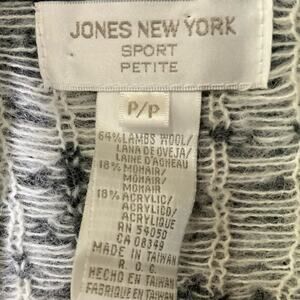 JONES NEW YORK
SPORT
PETITE
P/P
64% LAMBS WOOL/
LANA DE OVEJA/
LAINE D'AGNEAU
18% MOHAIR/
MOHAIR/
MOHAIR
18% ACRYLIC/
ACRYLICO/
ACRYLIQUE
RN 54050
CA 08349
MADE IN TAIWAN
R.O.C.
HECHO EN TAIWAN
FABRIQUE EN TAIWAN